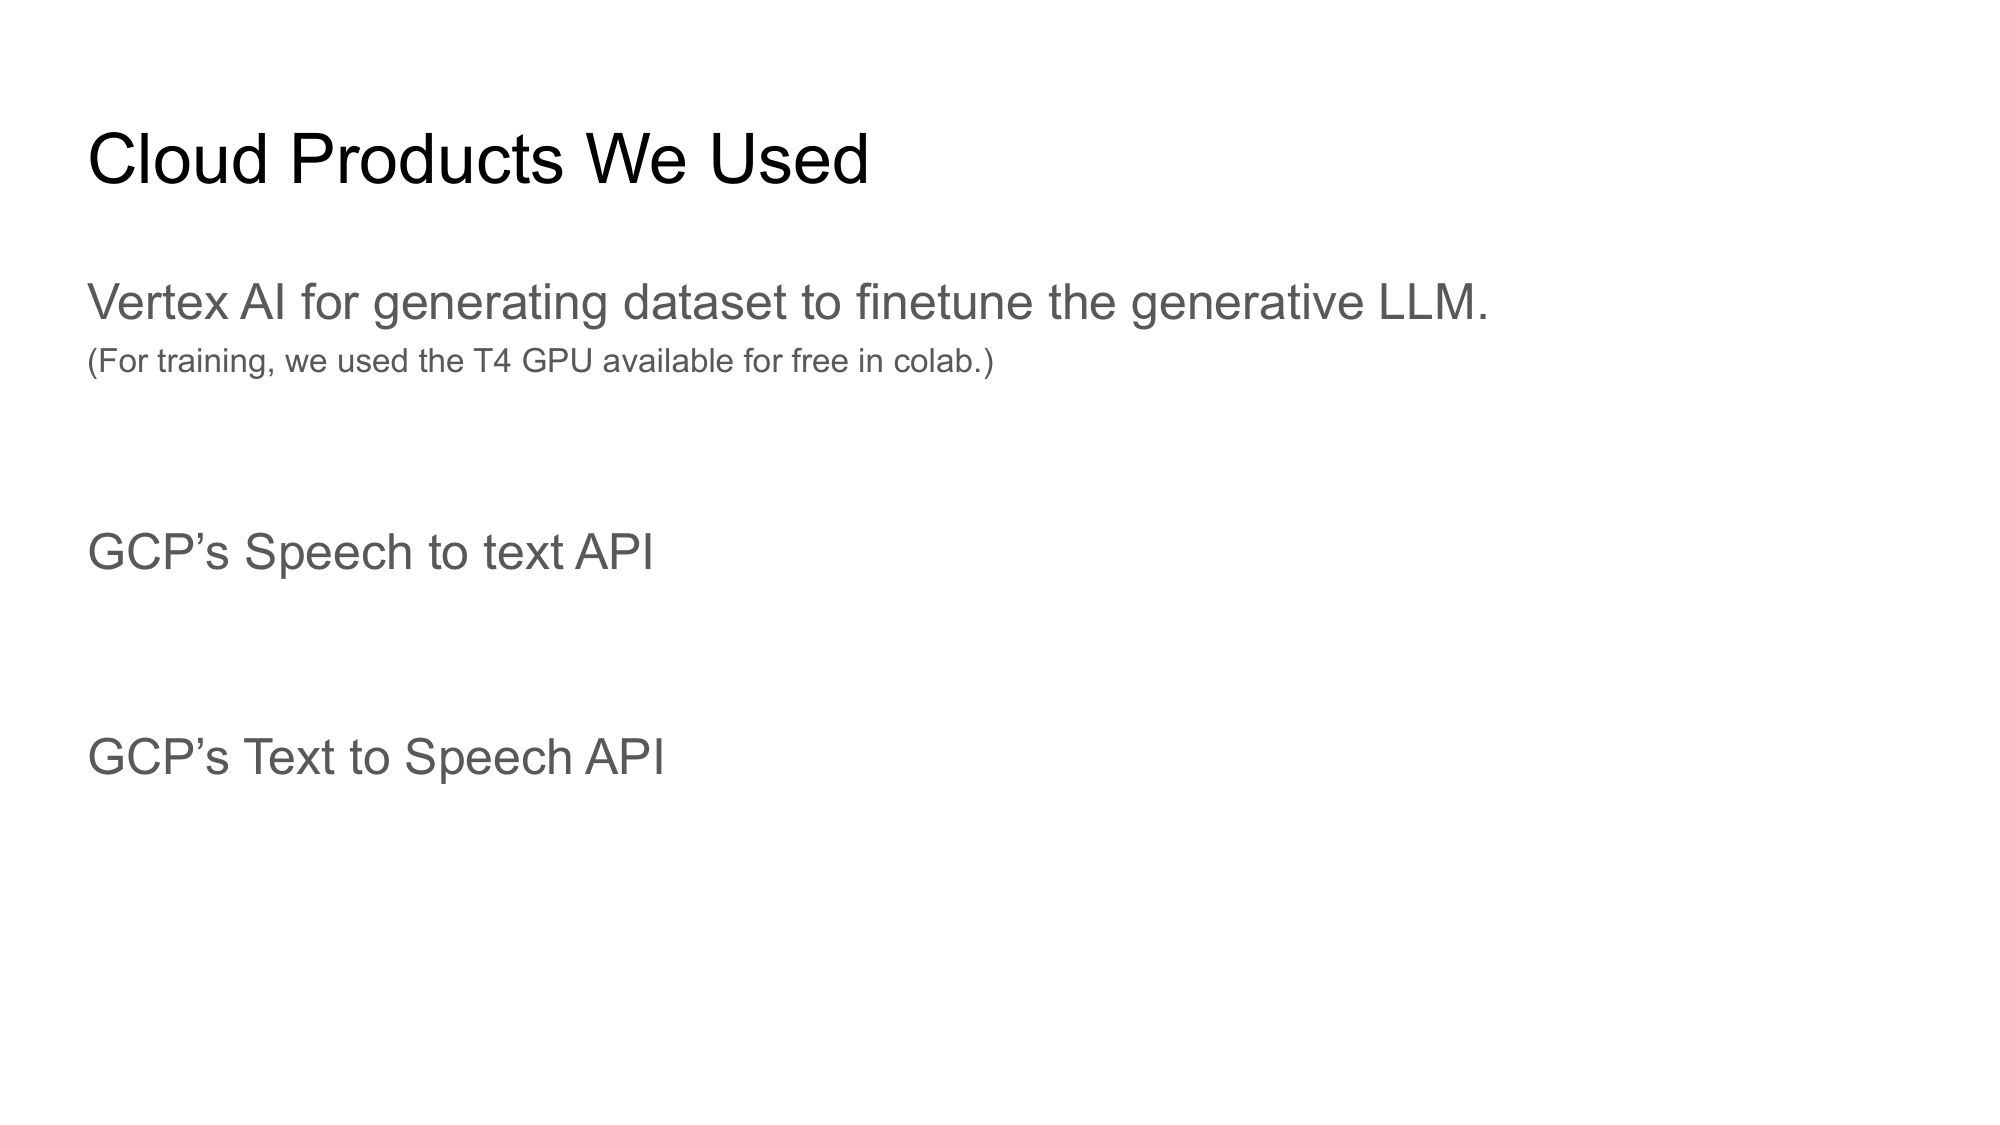 Cloud Products We Used
Vertex AI for generating dataset to finetune the generative LLM.
(For training, we used the T4 GPU available for free in colab.)
GCP’s Speech to text API
GCP’s Text to Speech API